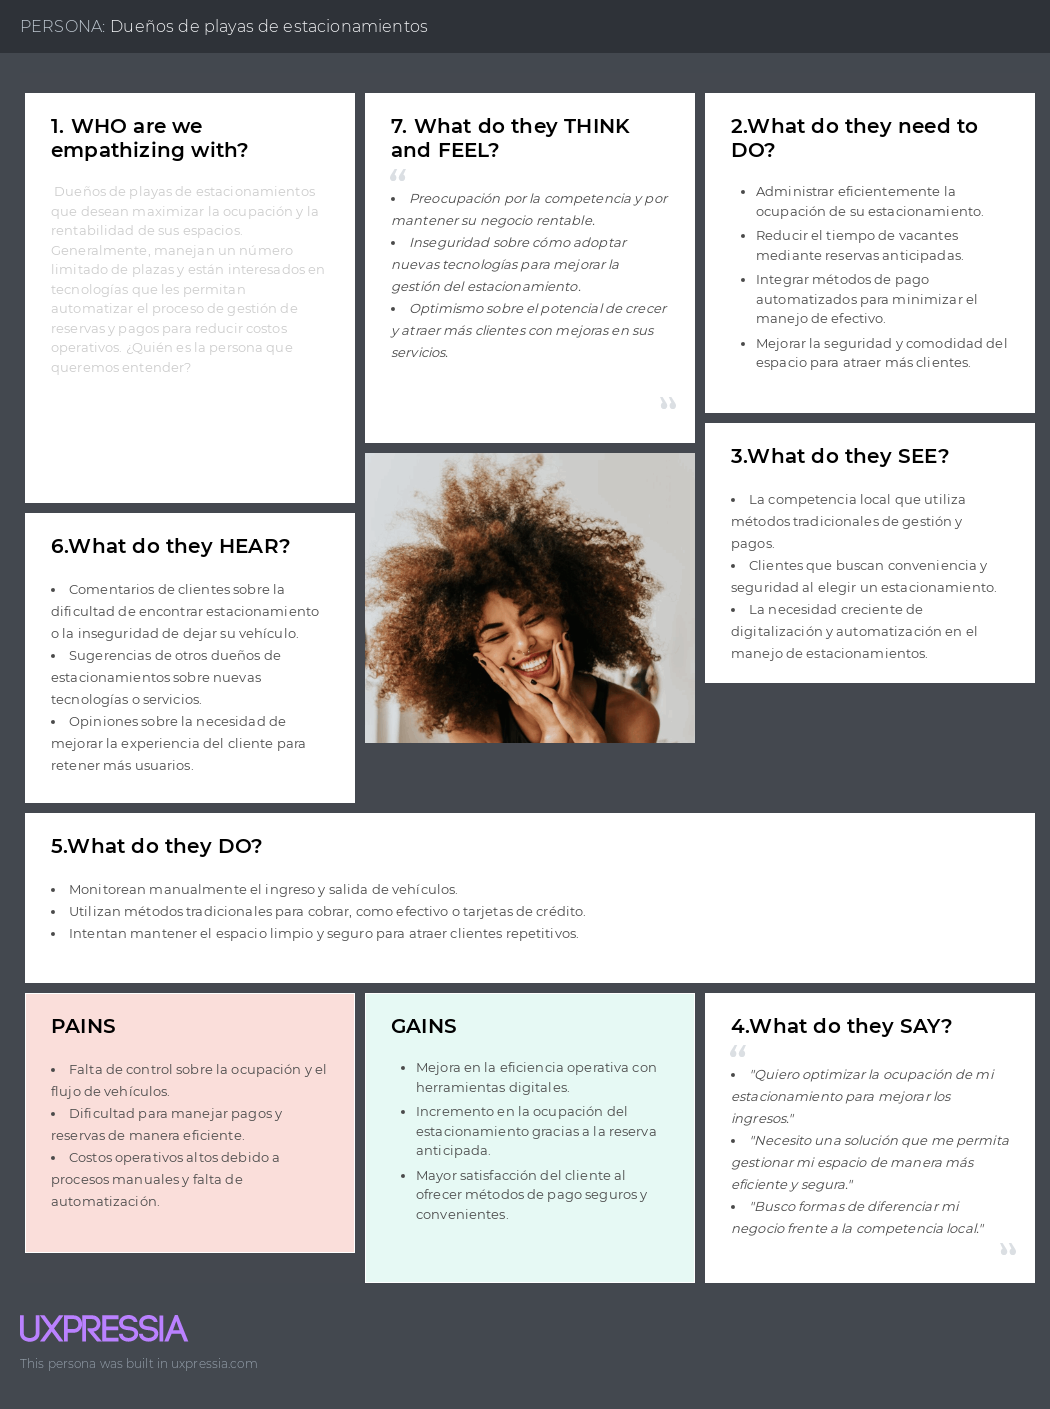 PERSONA: Dueños de playas de estacionamientos
1. WHO are we
empathizing with?
Dueños de playas de estacionamientos
que desean maximizar la ocupación y la
rentabilidad de sus espacios.
Generalmente, manejan un número
limitado de plazas y están interesados en
tecnologías que les permitan
automatizar el proceso de gestión de
reservas y pagos para reducir costos
operativos. ¿Quién es la persona que
queremos entender?
7. What do they THINK
and FEEL?
“
• Preocupación por la competencia y por
mantener su negocio rentable.
• Inseguridad sobre cómo adoptar
nuevas tecnologías para mejorar la
gestión del estacionamiento.
• Optimismo sobre el potencial de crecer
y atraer más clientes con mejoras en sus
servicios.
”
2.What do they need to
DO?
• Administrar eficientemente la
ocupación de su estacionamiento.
• Reducir el tiempo de vacantes
mediante reservas anticipadas.
• Integrar métodos de pago
automatizados para minimizar el
manejo de efectivo.
• Mejorar la seguridad y comodidad del
espacio para atraer más clientes.
3.What do they SEE?
• La competencia local que utiliza
métodos tradicionales de gestión y
pagos.
• Clientes que buscan conveniencia y
seguridad al elegir un estacionamiento.
• La necesidad creciente de
digitalización y automatización en el
manejo de estacionamientos.
6.What do they HEAR?
• Comentarios de clientes sobre la
dificultad de encontrar estacionamiento
o la inseguridad de dejar su vehículo.
• Sugerencias de otros dueños de
estacionamientos sobre nuevas
tecnologías o servicios.
• Opiniones sobre la necesidad de
mejorar la experiencia del cliente para
retener más usuarios.
5.What do they DO?
• Monitorean manualmente el ingreso y salida de vehículos.
• Utilizan métodos tradicionales para cobrar, como efectivo o tarjetas de crédito.
• Intentan mantener el espacio limpio y seguro para atraer clientes repetitivos.
PAINS
• Falta de control sobre la ocupación y el
flujo de vehículos.
• Dificultad para manejar pagos y
reservas de manera eficiente.
• Costos operativos altos debido a
procesos manuales y falta de
automatización.
GAINS
• Mejora en la eficiencia operativa con
herramientas digitales.
• Incremento en la ocupación del
estacionamiento gracias a la reserva
anticipada.
• Mayor satisfacción del cliente al
ofrecer métodos de pago seguros y
convenientes.
4.What do they SAY?
“
• "Quiero optimizar la ocupación de mi
estacionamiento para mejorar los
ingresos."
• "Necesito una solución que me permita
gestionar mi espacio de manera más
eficiente y segura."
• "Busco formas de diferenciar mi
negocio frente a la competencia local."
”
UXPRESSIA
This persona was built in uxpressia.com